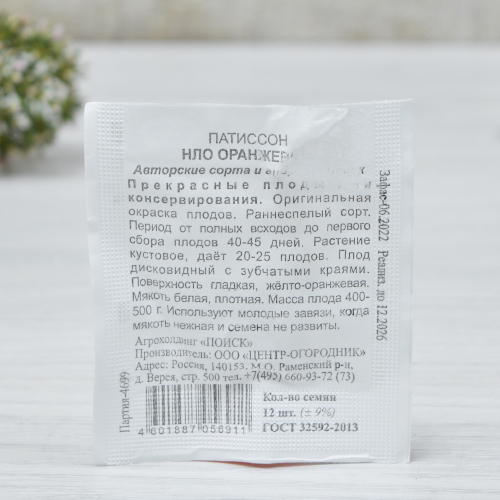 ПАТИССОН
НЛО ОРАНЖЕВ
Авторские сорта и
Прекрасные плоды
консервирования. Оригинальная
окраска плодов. Раннеспелый сорт.
Период от полных всходов до первого
сбора плодов 40-45 дней. Растение
кустовое, даёт 20-25 плодов. Плод
дисковидный с зубчатыми краями.
Поверхность гладкая, жёлто-оранжевая.
Мякоть белая, плотная. Масса плода 400-
500 г. Используют молодые завязи, когда
мякоть нежная и семена не развиты.
Агрохолдинг «ПОИСК»
Производитель: ООО «ЦЕНТР-ОГОРОДНИК»
Адрес: Россия, 140153, М.О. Раменский р-н,
д. Верея, стр. 500 тел. +7(495) 660-93-72 (73)
Партия-4699
4 601887 056911
Кол-во семян
12 шт. (± 9%)
ГОСТ 32592-2013
Зафас-06.2022 Реализ. до 12.2026